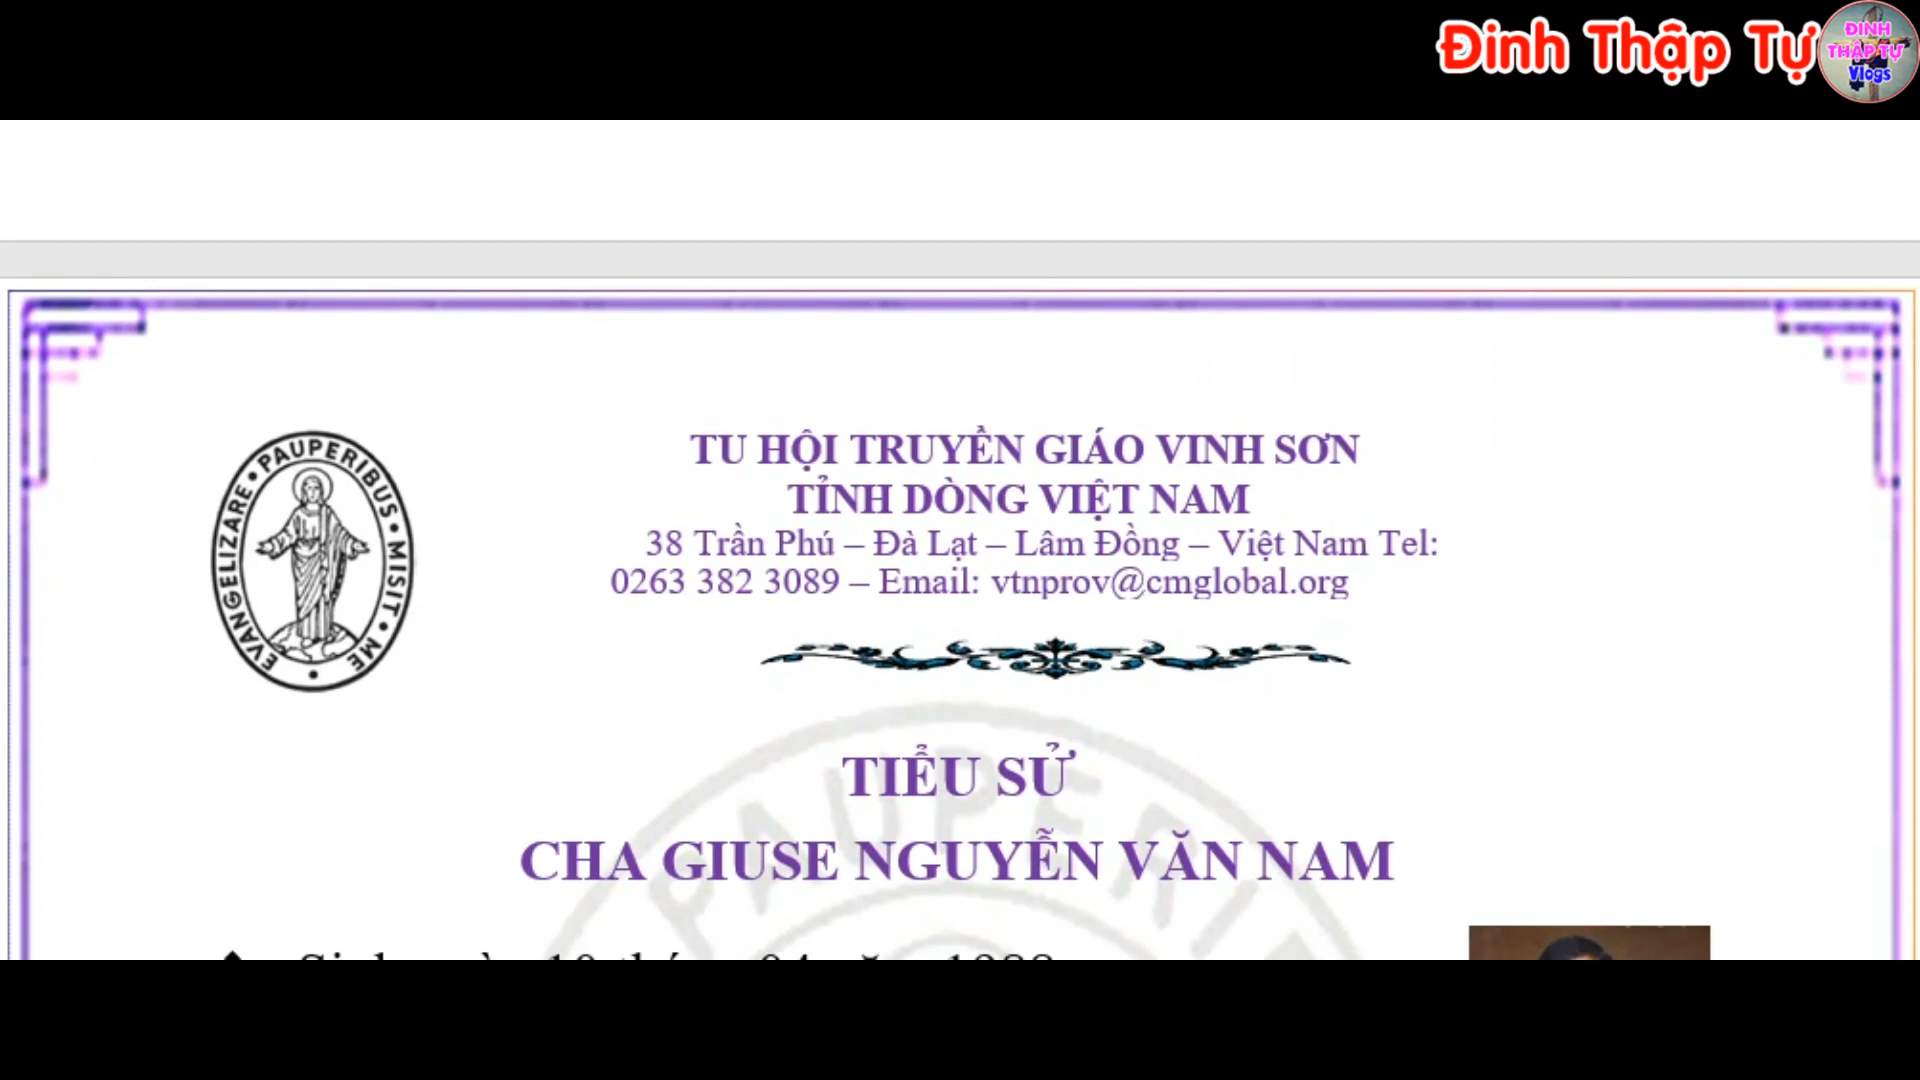 Đinh Thập Tự
ĐINH
THẬP TỰ
Vlogs
TU HỘI TRUYỀN GIÁO VINH SƠN
TỈNH DÒNG VIỆT NAM
38 Trần Phú – Đà Lạt – Lâm Đồng – Việt Nam Tel:
0263 382 3089 – Email: vtnprov@cmglobal.org
EVANGELIZARE • PAUPERIBUS • MISIT • ME •
TIỂU SỬ
CHA GIUSE NGUYỄN VĂN NAM
PAUPERI